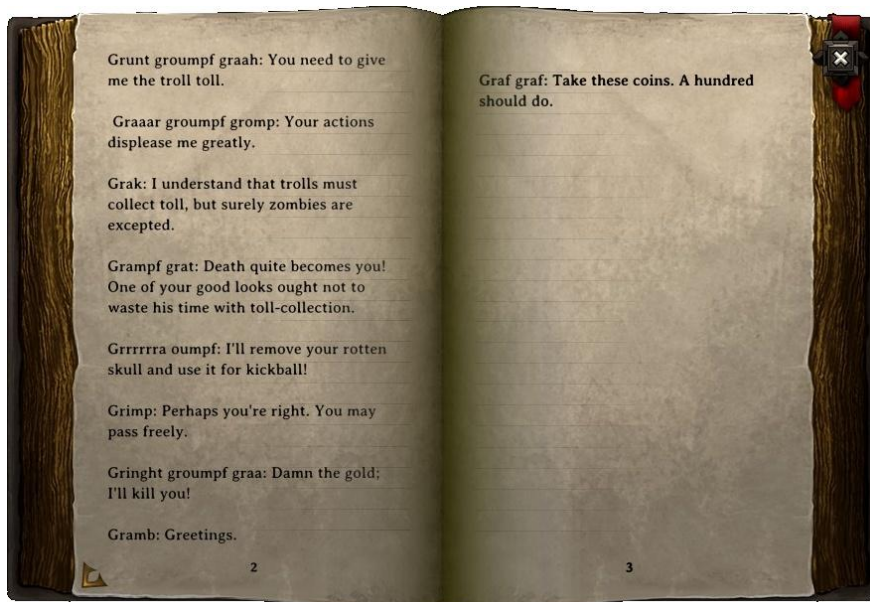 Grunt groumpf graah: You need to give
me the troll toll.
Graaar groumpf gromp: Your actions
displease me greatly.
Grak: I understand that trolls must
collect toll, but surely zombies are
excepted.
Grampf grat: Death quite becomes you!
One of your good looks ought not to
waste his time with toll-collection.
Grrrrrra oumpf: I'll remove your rotten
skull and use it for kickball!
Grimp: Perhaps you're right. You may
pass freely.
Gringht groumpf graa: Damn the gold;
I'll kill you!
Gramb: Greetings.
2
Graf graf: Take these coins. A hundred
should do.
3